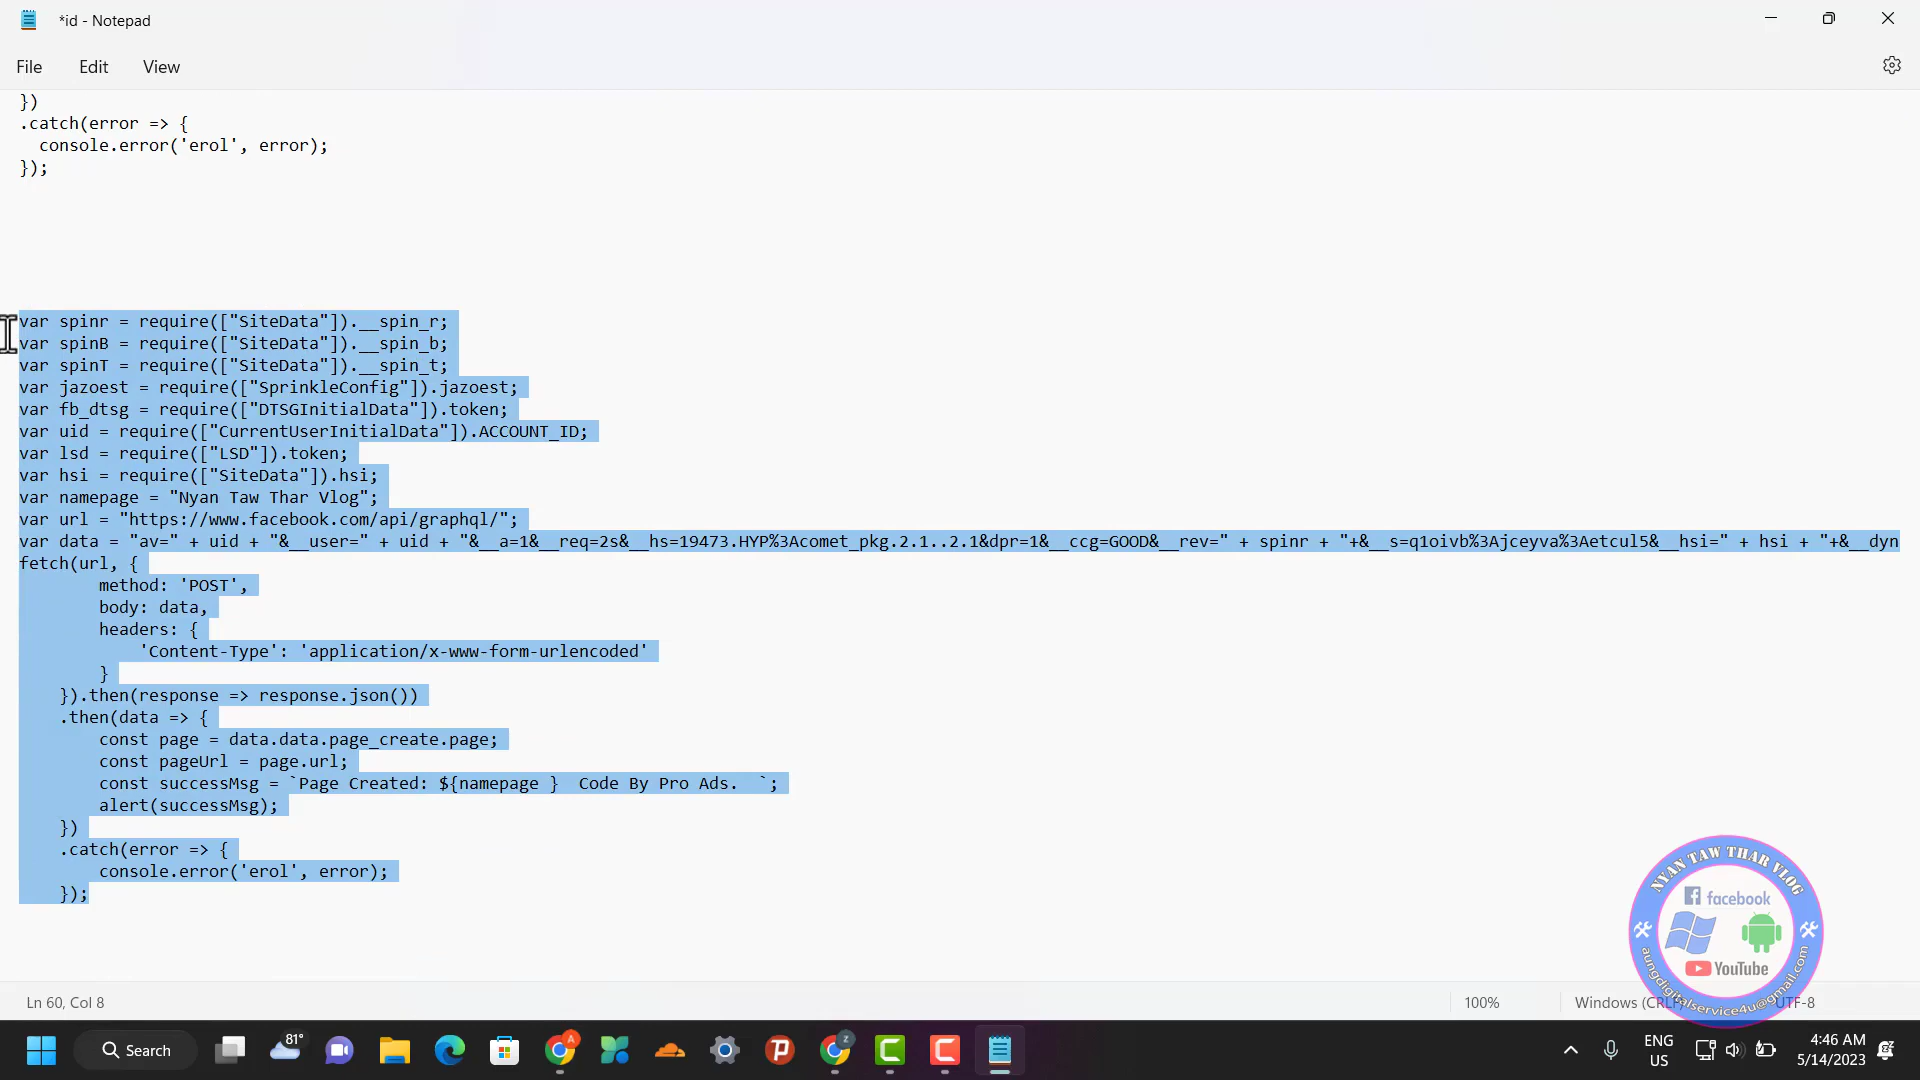 *id - Notepad
File Edit View
})
.catch(error => {
  console.error('erol', error);
});
var spinr = require(["SiteData"]).__spin_r;
var spinB = require(["SiteData"]).__spin_b;
var spinT = require(["SiteData"]).__spin_t;
var jazoest = require(["SprinkleConfig"]).jazoest;
var fb_dtsg = require(["DTSGInitialData"]).token;
var uid = require(["CurrentUserInitialData"]).ACCOUNT_ID;
var lsd = require(["LSD"]).token;
var hsi = require(["SiteData"]).hsi;
var namepage = "Nyan Taw Thar Vlog";
var url = "https://www.facebook.com/api/graphql/";
var data = "av=" + uid + "&__user=" + uid + "&__a=1&__req=2s&__hs=19473.HYP%3Acomet_pkg.2.1..2.1&dpr=1&__ccg=GOOD&__rev=" + spinr + "+&__s=q1oivb%3Ajceyva%3Aetcul5&__hsi=" + hsi + "+&__dyn
fetch(url, {
        method: 'POST',
        body: data,
        headers: {
            'Content-Type': 'application/x-www-form-urlencoded'
        }
    }).then(response => response.json())
    .then(data => {
        const page = data.data.page_create.page;
        const pageUrl = page.url;
        const successMsg = `Page Created: ${namepage }  Code By Pro Ads.  `;
        alert(successMsg);
    })
    .catch(error => {
        console.error('erol', error);
    });
NYAN TAW THAR VLOG
facebook
YouTube
aungdigitalservice4u@gmail.com
Ln 60, Col 8
100%
Windows (CRLF)
UTF-8
81°
Search
ENG
US
4:46 AM
5/14/2023